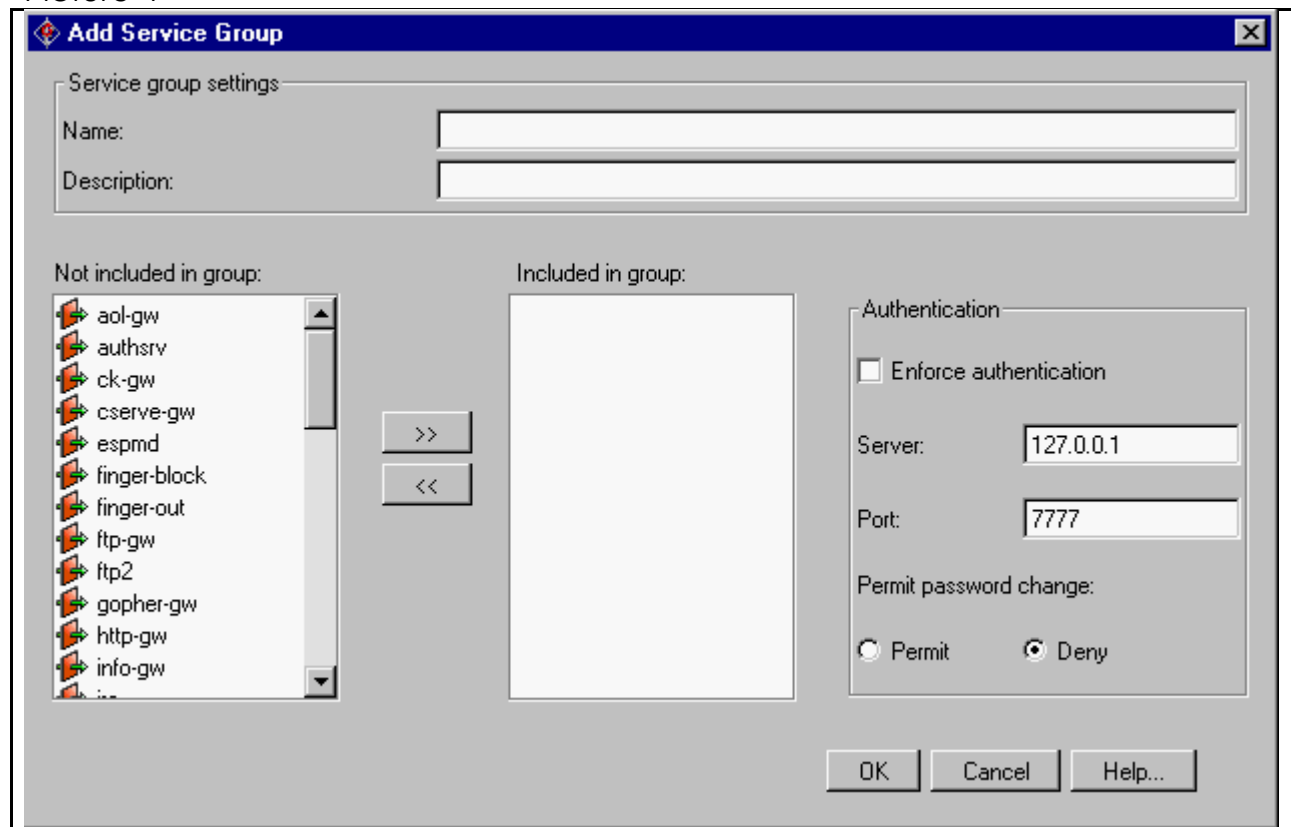 Add Service Group
Service group settings
Name:
Description:
Not included in group:
aol-gw
authsrv
ck-gw
cserve-gw
espmd
finger-block
finger-out
ftp-gw
ftp2
gopher-gw
http-gw
info-gw
>>
<<
Included in group:
Authentication
Enforce authentication
Server: 127.0.0.1
Port: 7777
Permit password change:
Permit Deny
OK Cancel Help...